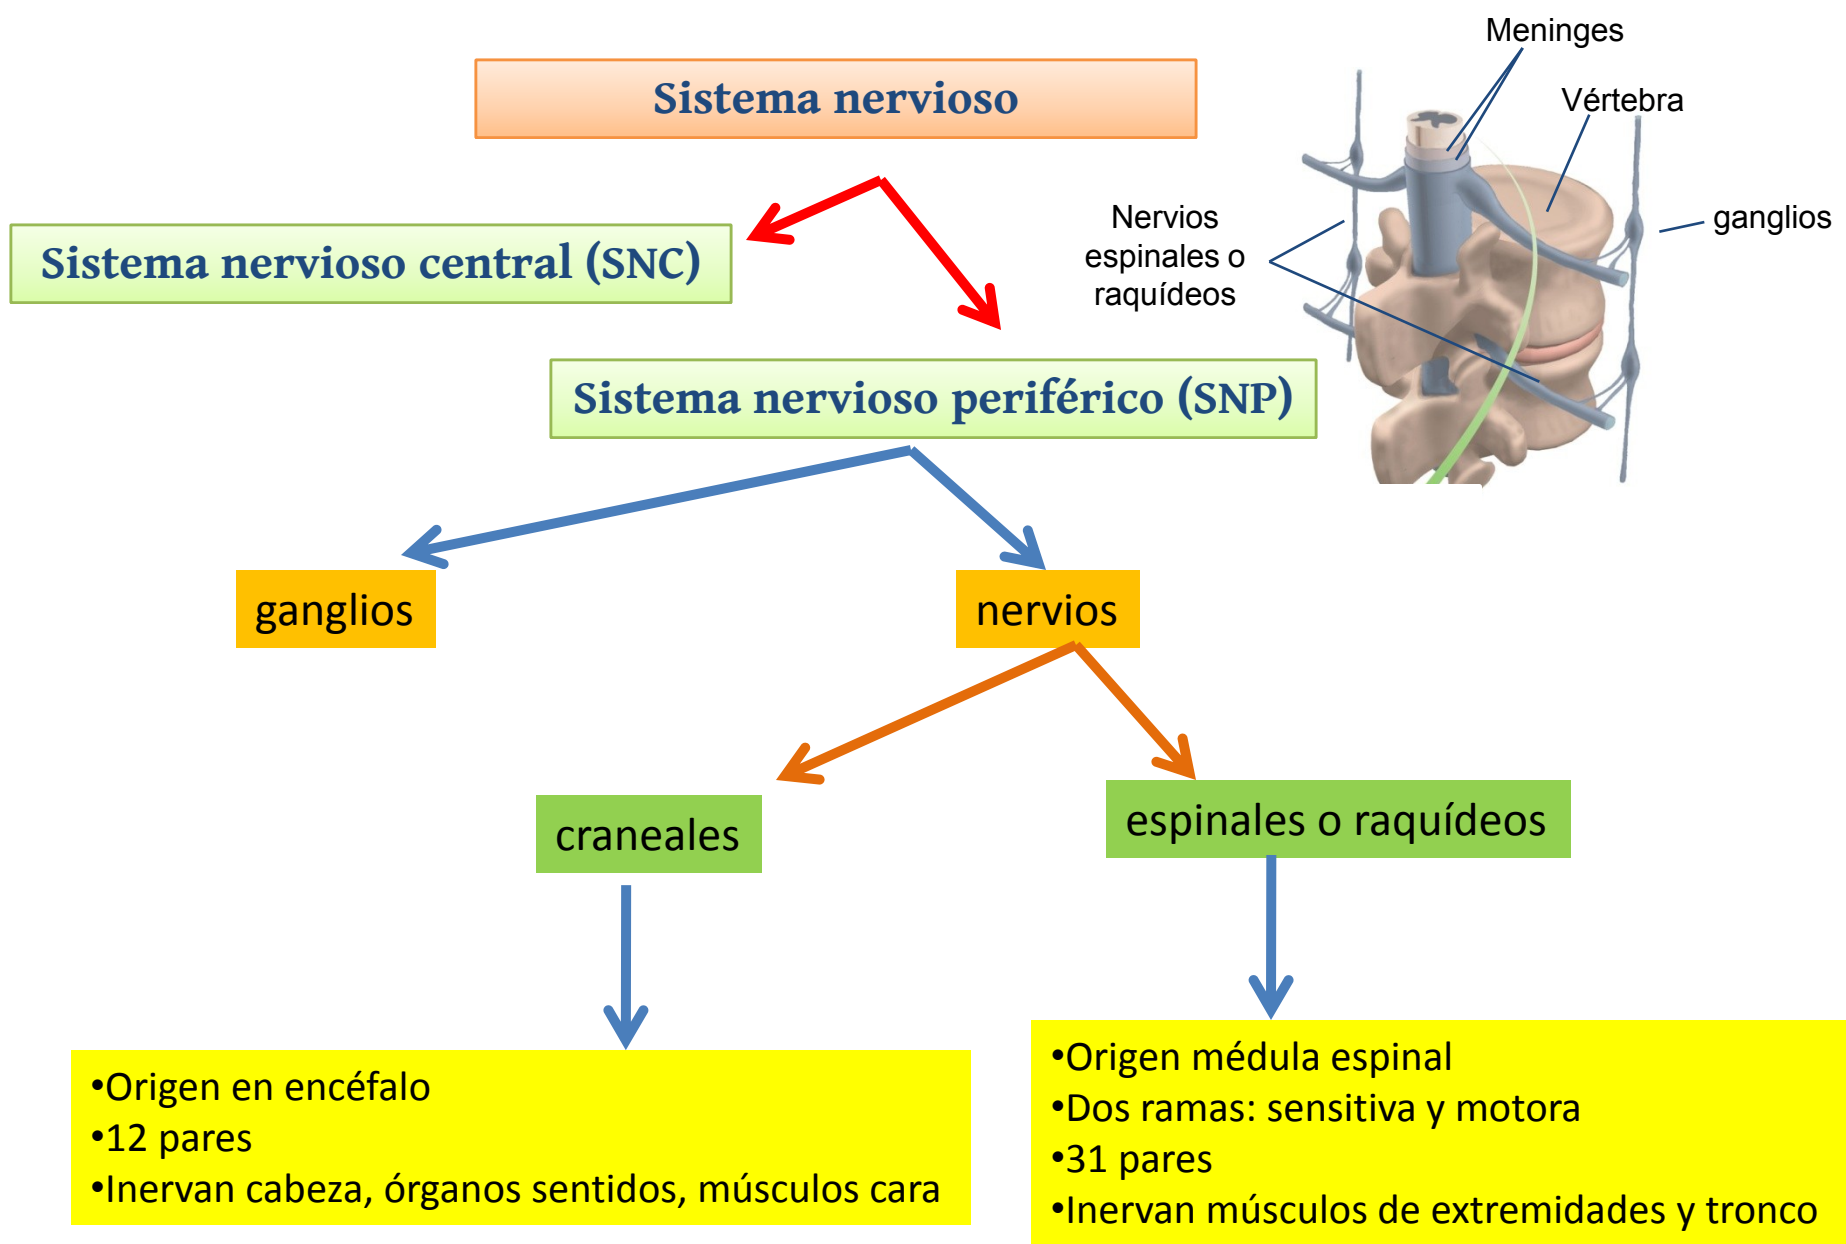 Sistema nervioso
Meninges
Vértebra
Nervios
espinales o
raquídeos
ganglios
Sistema nervioso central (SNC)
Sistema nervioso periférico (SNP)
ganglios
nervios
craneales
espinales o raquídeos
•Origen en encéfalo
•12 pares
•Inervan cabeza, órganos sentidos, músculos cara
•Origen médula espinal
•Dos ramas: sensitiva y motora
•31 pares
•Inervan músculos de extremidades y tronco